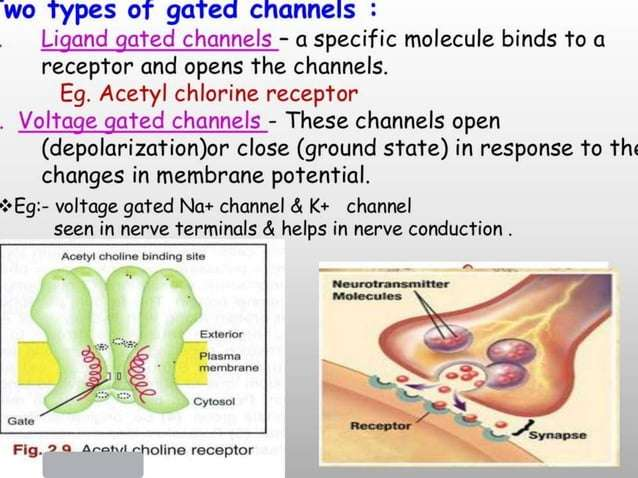 Two types of gated channels :
. Ligand gated channels – a specific molecule binds to a
receptor and opens the channels.
Eg. Acetyl chlorine receptor
. Voltage gated channels - These channels open
(depolarization)or close (ground state) in response to the
changes in membrane potential.
❖Eg:- voltage gated Na+ channel & K+ channel
seen in nerve terminals & helps in nerve conduction .
Acetyl choline binding site
Exterior
Plasma
membrane
Cytosol
Gate
Fig. 2.9 Acetyl choline receptor
Neurotransmitter
Molecules
Receptor
Synapse